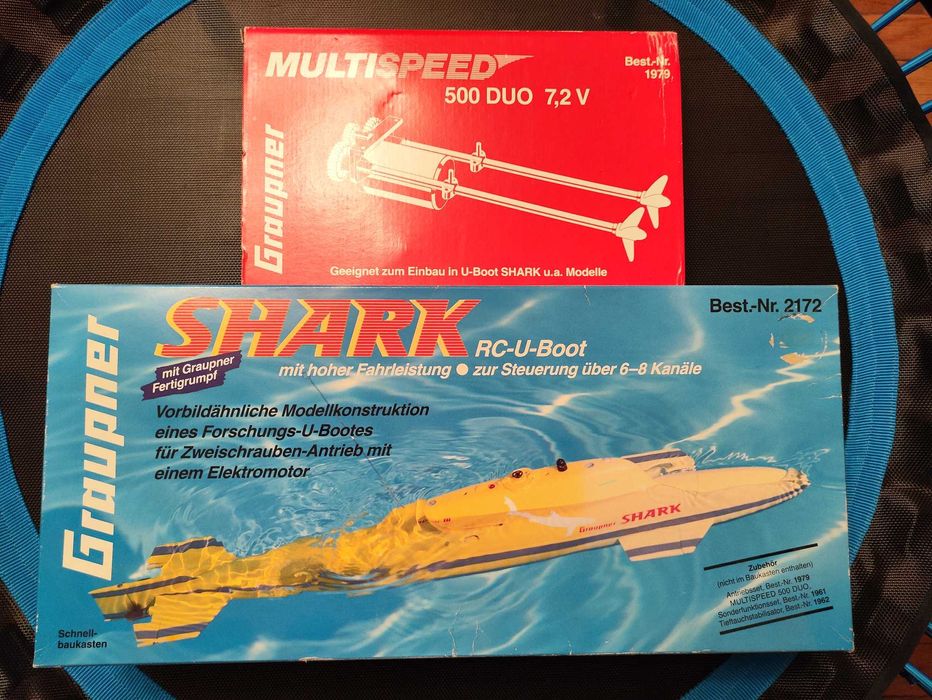 MULTISPEED
500 DUO 7,2 V
Best.-Nr.
1979
Graupner
Geeignet zum Einbau in U-Boot SHARK u.a. Modelle
Graupner
SHARK
RC-U-Boot
Best.-Nr. 2172
mit Graupner
Fertigrumpf
mit hoher Fahrleistung ● zur Steuerung über 6–8 Kanäle
Vorbildähnliche Modellkonstruktion
eines Forschungs-U-Bootes
für Zweischrauben-Antrieb mit
einem Elektromotor
Graupner SHARK
Zubehör
(nicht im Baukasten enthalten)
Antriebsset, Best.-Nr. 1979
MULTISPEED 500 DUO,
Sonderfunktionsset, Best.-Nr. 1961
Tieftauchstabilisator, Best.-Nr. 1962
Schnell-
baukasten